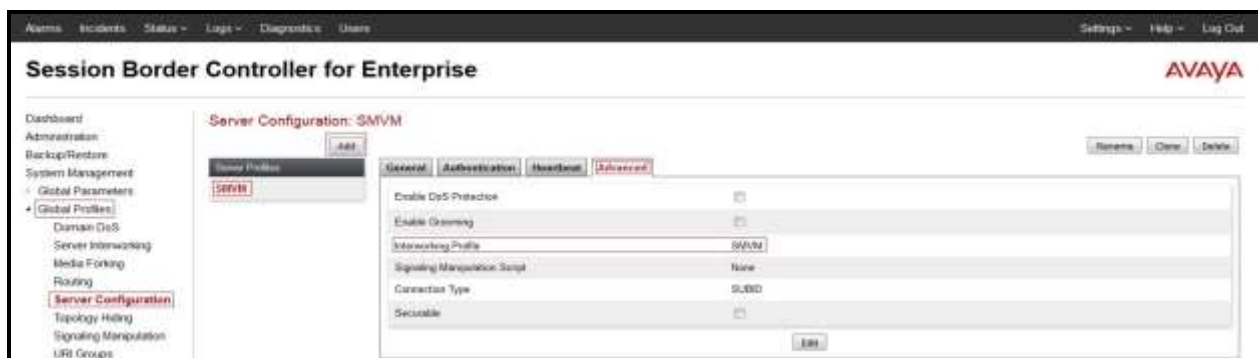 Alarms Incidents Status Logs Diagnostics Users Settings Help Log Out
Session Border Controller for Enterprise AVAYA
Dashboard
Administration
Backup/Restore
System Management
Global Parameters
Global Profiles
Domain DoS
Server Interworking
Media Forking
Routing
Server Configuration
Topology Hiding
Signaling Manipulation
URI Groups
Server Configuration: SMVM
Add
Rename Clone Delete
Server Profiles
SMVM
General Authentication Heartbeat Advanced
Enable DoS Protection
Enable Grooming
Interworking Profile SMVM
Signaling Manipulation Script None
Connection Type SUBID
Securable
Edit